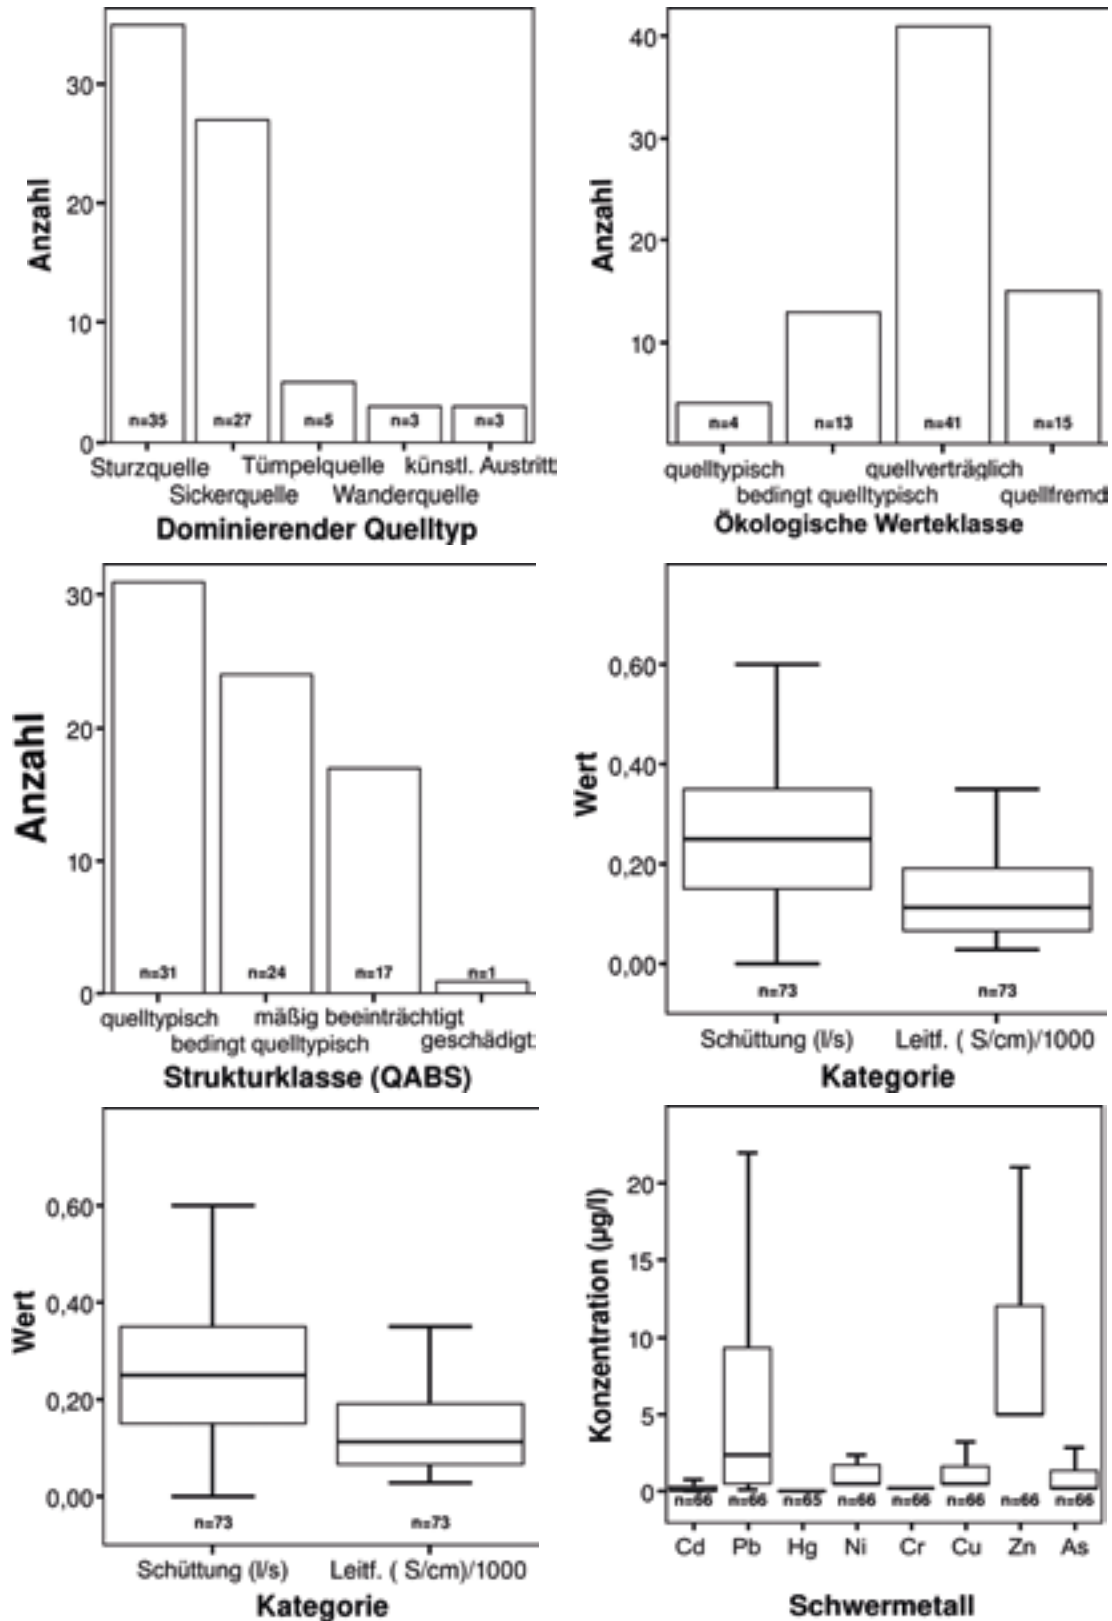 Anzahl
30
20
10
0
n=35
n=27
n=5
n=3
n=3
Sturzquelle
Tümpelquelle
künstl. Austritt
Sickerquelle
Wanderquelle
Dominierender Quelltyp
Anzahl
40
30
20
10
n=4
n=13
n=41
n=15
quelltypisch
quellverträglich
bedingt quelltypisch
quellfremd
Ökologische Werteklasse
Anzahl
30
20
10
0
n=31
n=24
n=17
n=1
quelltypisch
mäßig beeinträchtigt
bedingt quelltypisch
geschädigt
Strukturklasse (QABS)
Wert
0,60
0,40
0,20
0,00
n=73
n=73
Schüttung (l/s)
Leitf. ( S/cm)/1000
Kategorie
Wert
0,60
0,40
0,20
0,00
n=73
n=73
Schüttung (l/s)
Leitf. ( S/cm)/1000
Kategorie
Konzentration (µg/l)
20
15
10
5
0
n=66
n=66
n=65
n=66
n=66
n=66
n=66
n=66
Cd
Pb
Hg
Ni
Cr
Cu
Zn
As
Schwermetall